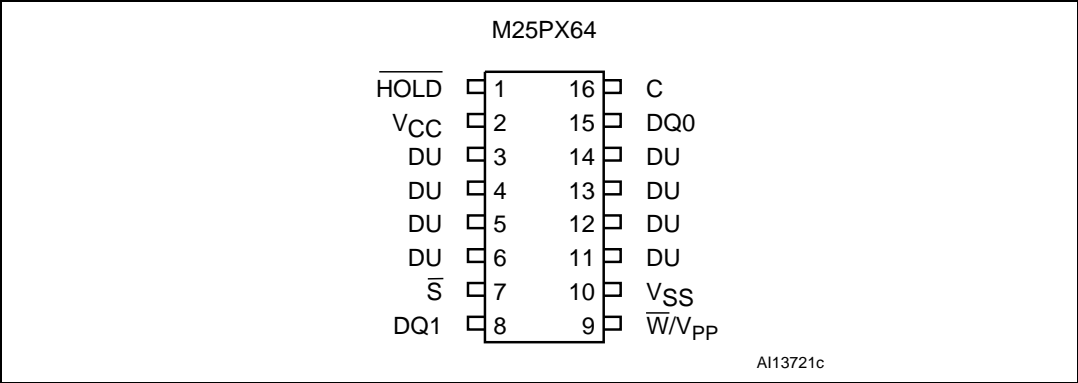 M25PX64
HOLD 1 16 C
VCC 2 15 DQ0
DU 3 14 DU
DU 4 13 DU
DU 5 12 DU
DU 6 11 DU
S 7 10 VSS
DQ1 8 9 W/VPP
AI13721c